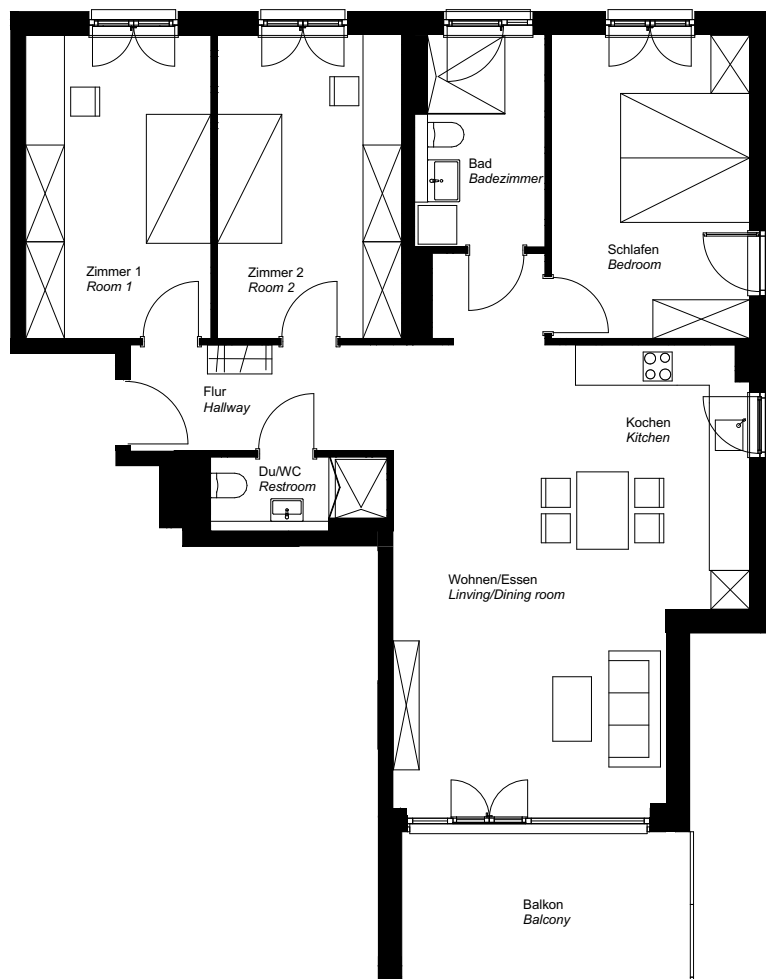 Bad
Badezimmer
Zimmer 1
Room 1
Zimmer 2
Room 2
Schlafen
Bedroom
Flur
Hallway
Kochen
Kitchen
Du/WC
Restroom
Wohnen/Essen
Linving/Dining room
Balkon
Balcony